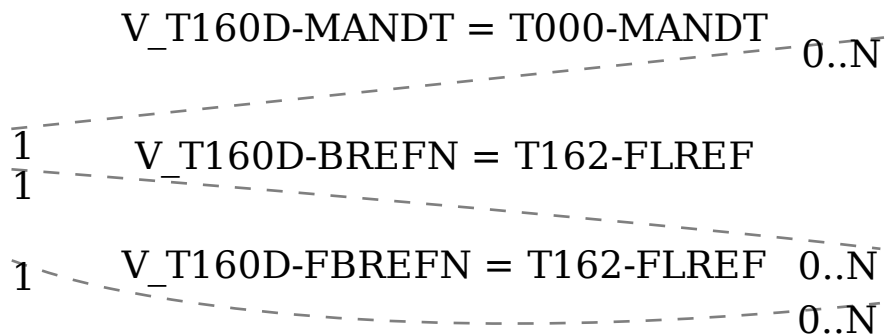 V_T160D-MANDT = T000-MANDT
0..N
1
V_T160D-BREFN = T162-FLREF
1
V_T160D-FBREFN = T162-FLREF
0..N
1
0..N